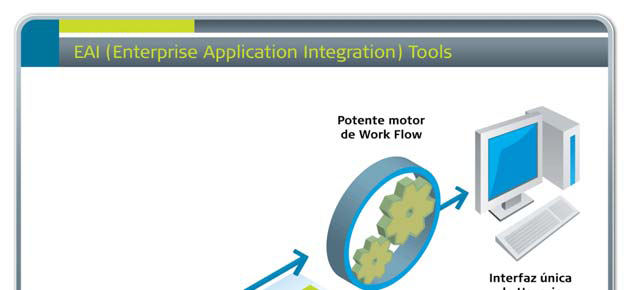 EAI (Enterprise Application Integration) Tools
Potente motor
de Work Flow
Interfaz única